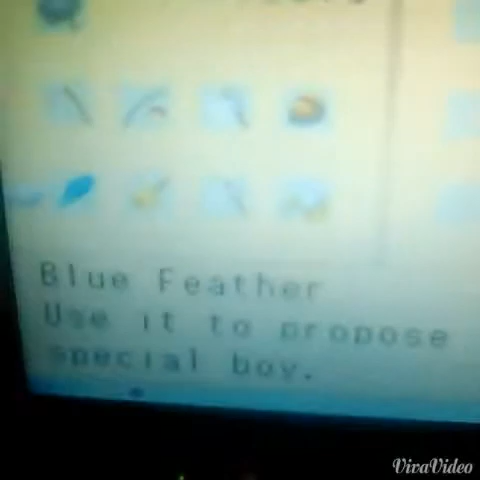 Blue Feather
Use it to propose
special boy.
VivaVideo